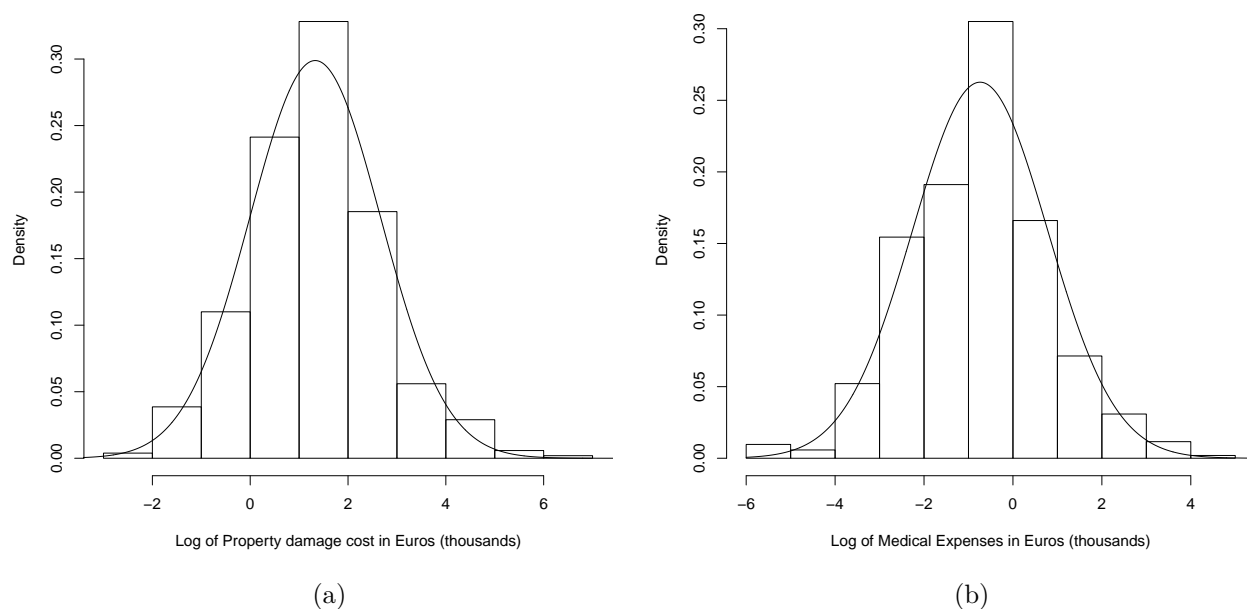 Density
0.30
0.25
0.20
0.15
0.10
0.05
0.00
−2 0 2 4 6
Log of Property damage cost in Euros (thousands)
(a)
Density
0.30
0.25
0.20
0.15
0.10
0.05
0.00
−6 −4 −2 0 2 4
Log of Medical Expenses in Euros (thousands)
(b)